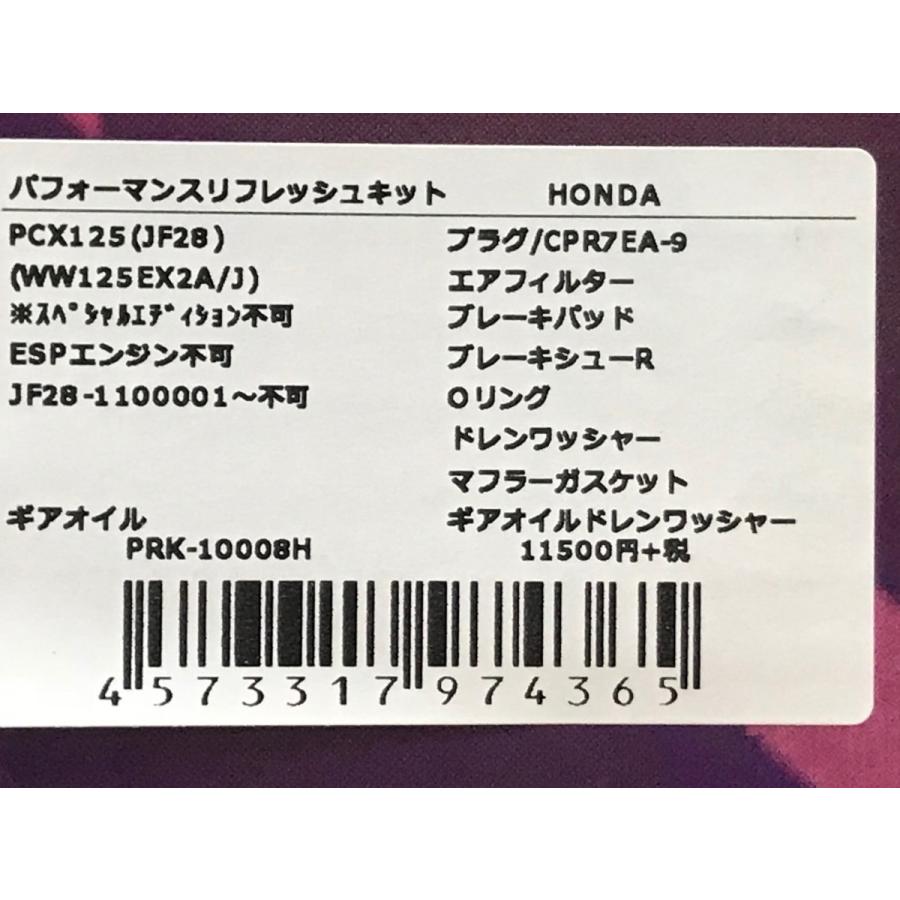 パフォーマンスリフレッシュキット HONDA
PCX125(JF28) プラグ/CPR7EA-9
(WW125EX2A/J) エアフィルター
※ｽﾍﾟｼｬﾙｴﾃﾞｨｼｮﾝ不可 ブレーキパッド
ESPエンジン不可 ブレーキシューR
JF28-1100001～不可 Oリング
ドレンワッシャー
マフラーガスケット
ギアオイル ギアオイルドレンワッシャー
PRK-10008H 11500円+税
4573317974365